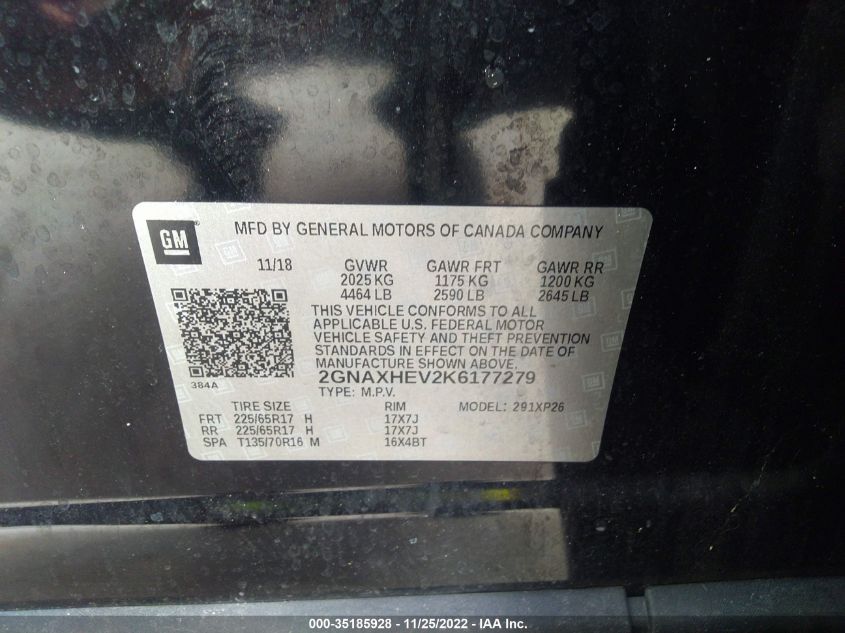 GM
MFD BY GENERAL MOTORS OF CANADA COMPANY
11/18 GVWR GAWR FRT GAWR RR
2025 KG 1175 KG 1200 KG
4464 LB 2590 LB 2645 LB
THIS VEHICLE CONFORMS TO ALL
APPLICABLE U.S. FEDERAL MOTOR
VEHICLE SAFETY AND THEFT PREVENTION
STANDARDS IN EFFECT ON THE DATE OF
MANUFACTURE SHOWN ABOVE.
384A
2GNAXHEV2K6177279
TYPE: M.P.V.
TIRE SIZE RIM MODEL: 291XP26
FRT 225/65R17 H 17X7J
RR 225/65R17 H 17X7J
SPA T135/70R16 M 16X4BT
000-35185928 - 11/25/2022 - IAA Inc.